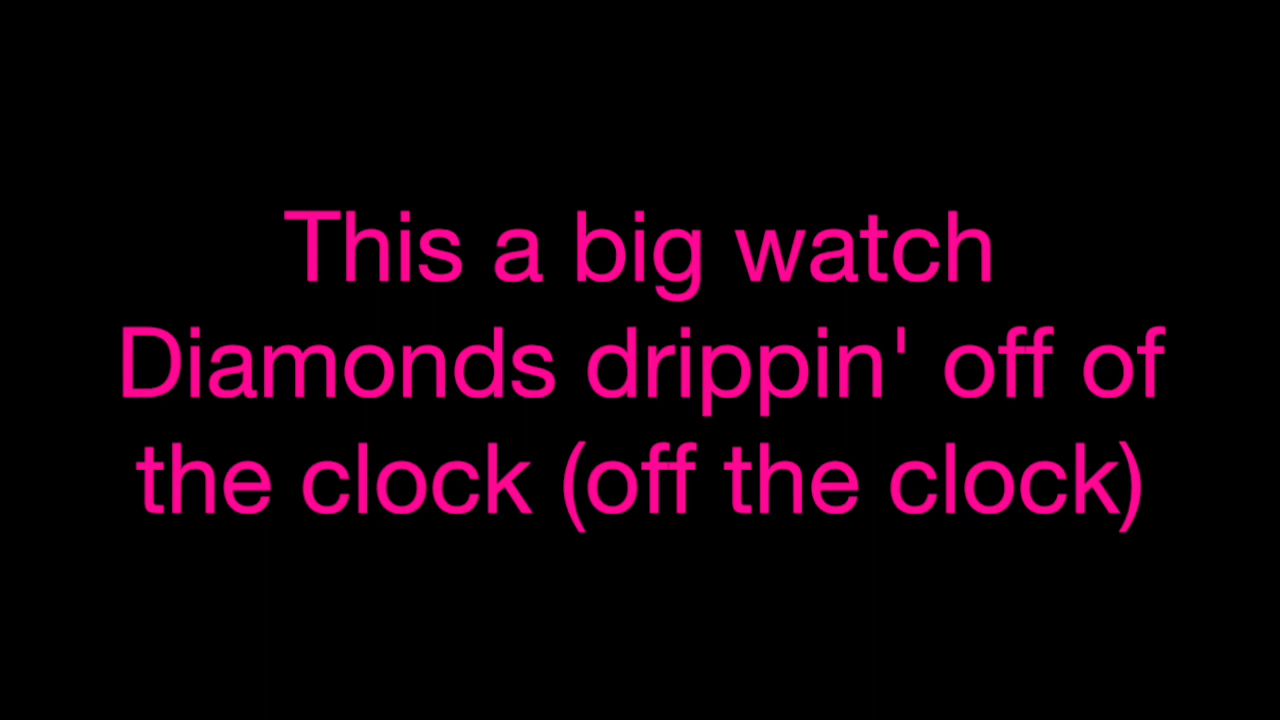 This a big watch
Diamonds drippin' off of
the clock (off the clock)